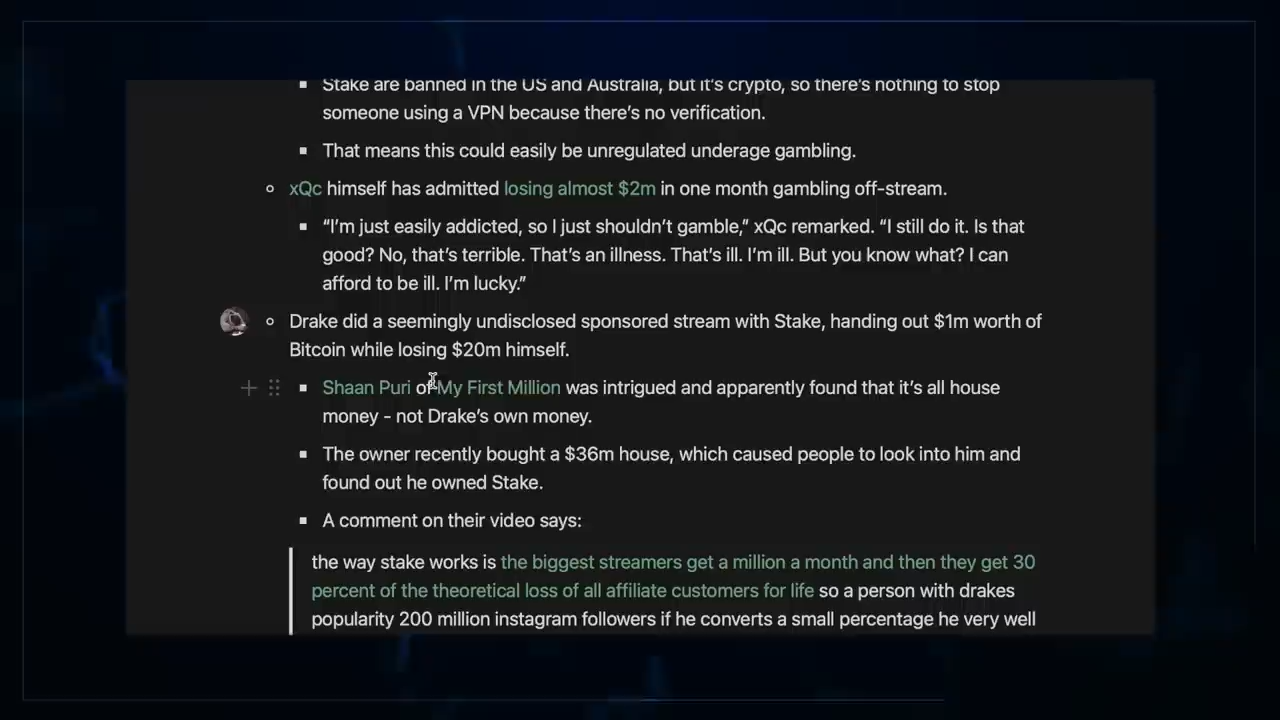 Stake are banned in the US and Australia, but it's crypto, so there's nothing to stop
someone using a VPN because there's no verification.
That means this could easily be unregulated underage gambling.
xQc himself has admitted losing almost $2m in one month gambling off-stream.
“I'm just easily addicted, so I just shouldn't gamble,” xQc remarked. “I still do it. Is that
good? No, that's terrible. That's an illness. That's ill. I'm ill. But you know what? I can
afford to be ill. I'm lucky.”
Drake did a seemingly undisclosed sponsored stream with Stake, handing out $1m worth of
Bitcoin while losing $20m himself.
Shaan Puri of My First Million was intrigued and apparently found that it's all house
money - not Drake's own money.
The owner recently bought a $36m house, which caused people to look into him and
found out he owned Stake.
A comment on their video says:
the way stake works is the biggest streamers get a million a month and then they get 30
percent of the theoretical loss of all affiliate customers for life so a person with drakes
popularity 200 million instagram followers if he converts a small percentage he very well